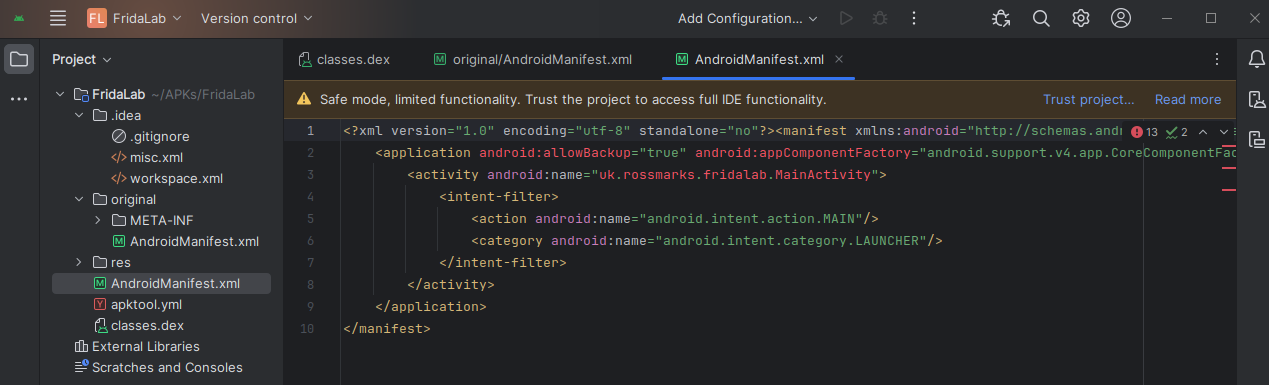 FL FridaLab Version control Add Configuration...
Project
classes.dex original/AndroidManifest.xml AndroidManifest.xml
Safe mode, limited functionality. Trust the project to access full IDE functionality. Trust project... Read more
FridaLab ~/APKs/FridaLab
.idea
.gitignore
misc.xml
workspace.xml
original
META-INF
AndroidManifest.xml
res
AndroidManifest.xml
apktool.yml
classes.dex
External Libraries
Scratches and Consoles
1 <?xml version="1.0" encoding="utf-8" standalone="no"?><manifest xmlns:android="http://schemas.andr 13 2
2 <application android:allowBackup="true" android:appComponentFactory="android.support.v4.app.CoreComponentFac
3 <activity android:name="uk.rossmarks.fridalab.MainActivity">
4 <intent-filter>
5 <action android:name="android.intent.action.MAIN"/>
6 <category android:name="android.intent.category.LAUNCHER"/>
7 </intent-filter>
8 </activity>
9 </application>
10 </manifest>